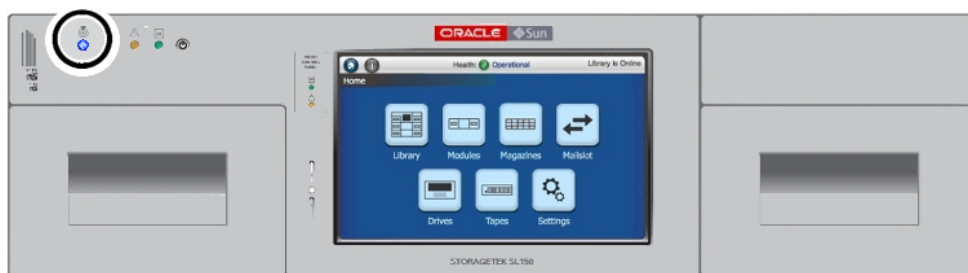 ORACLE Sun
Health: Operational
Library is Online
Home
Library
Modules
Magazines
Mailslot
Drives
Tapes
Settings
STORAGETEK SL150